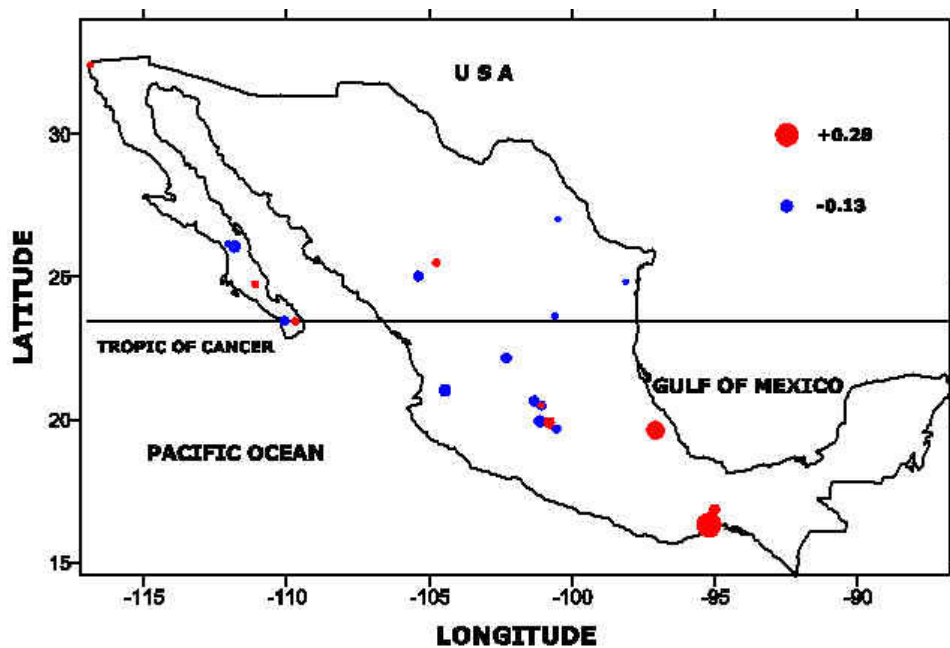 U S A
30
+0.28
-0.13
25
LATITUDE
TROPIC OF CANCER
GULF OF MEXICO
20
PACIFIC OCEAN
15
-115 -110 -105 -100 -95 -90
LONGITUDE